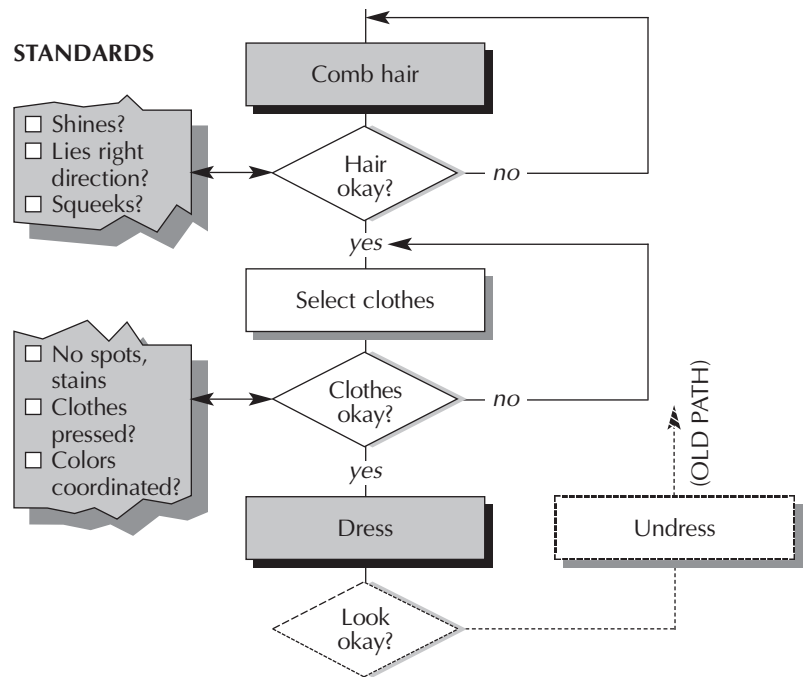 STANDARDS
Comb hair
Shines?
Lies right
direction?
Squeeks?
Hair
okay?
no
yes
Select clothes
No spots,
stains
Clothes
pressed?
Colors
coordinated?
Clothes
okay?
no
yes
(OLD PATH)
Dress
Undress
Look
okay?